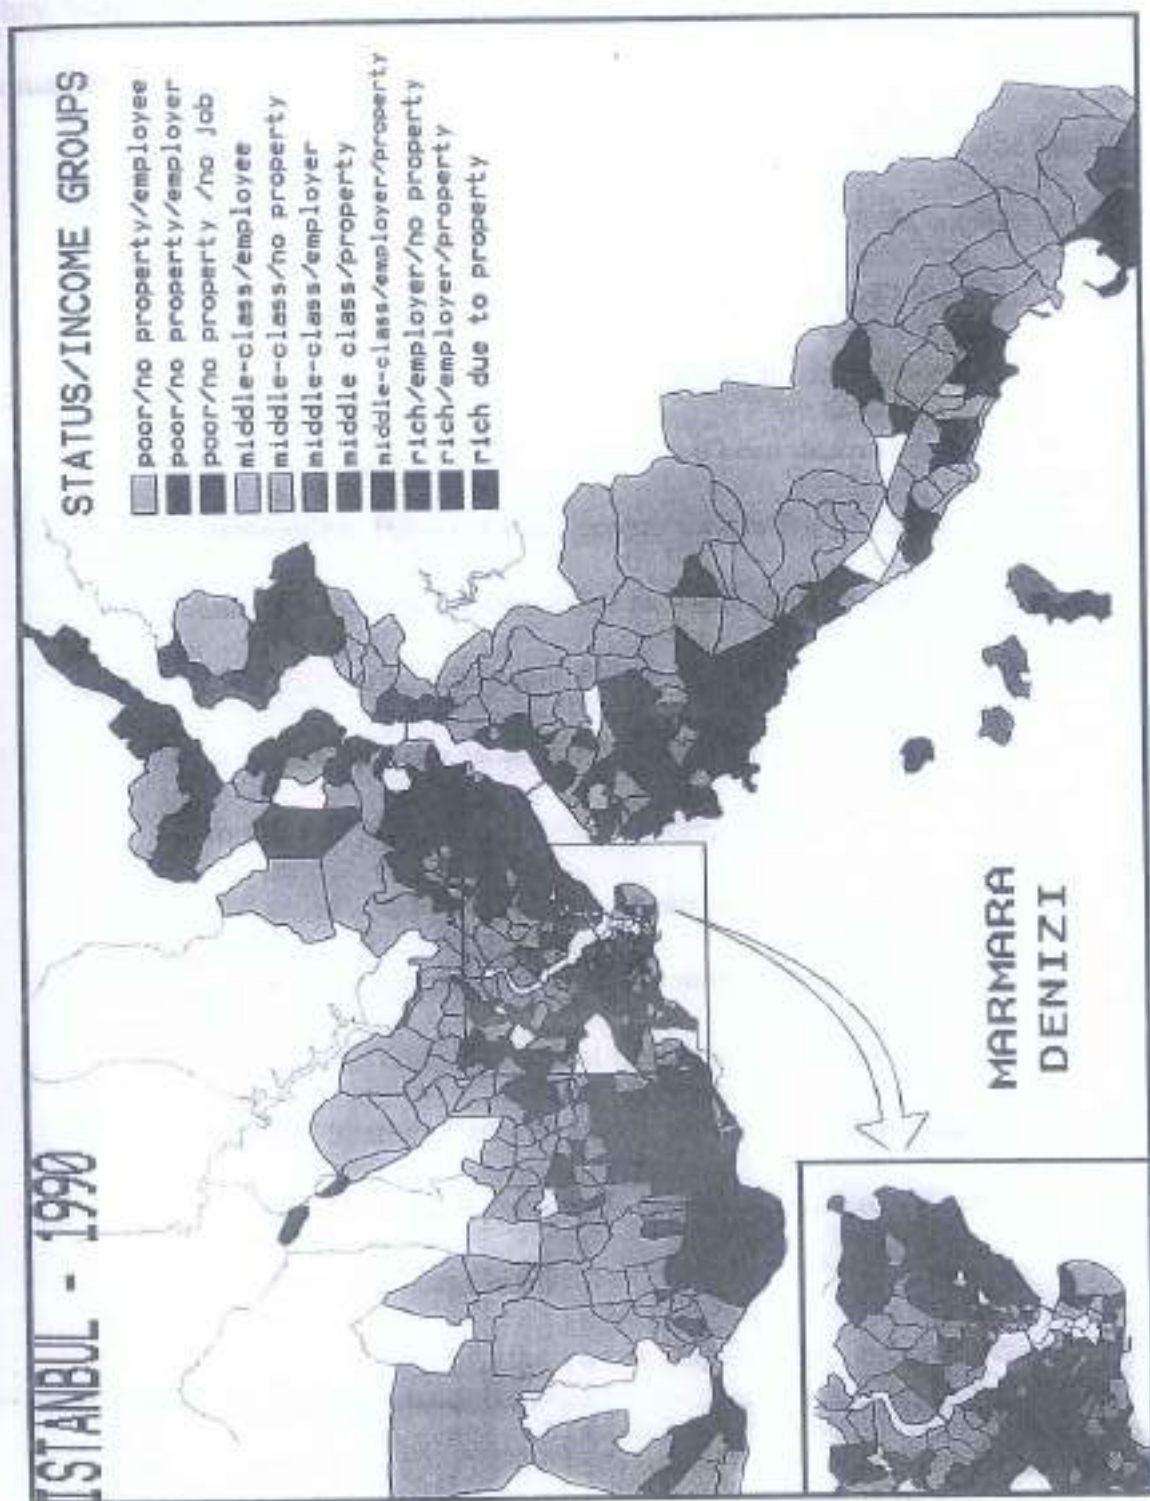 ISTANBUL - 1990
STATUS/INCOME GROUPS
poor/no property/employee
poor/no property/employer
poor/no property /no job
middle-class/employee
middle-class/no property
middle-class/employer
middle class/property
middle-class/employer/property
rich/employer/no property
rich/employer/property
rich due to property
MARMARA
DENIZI